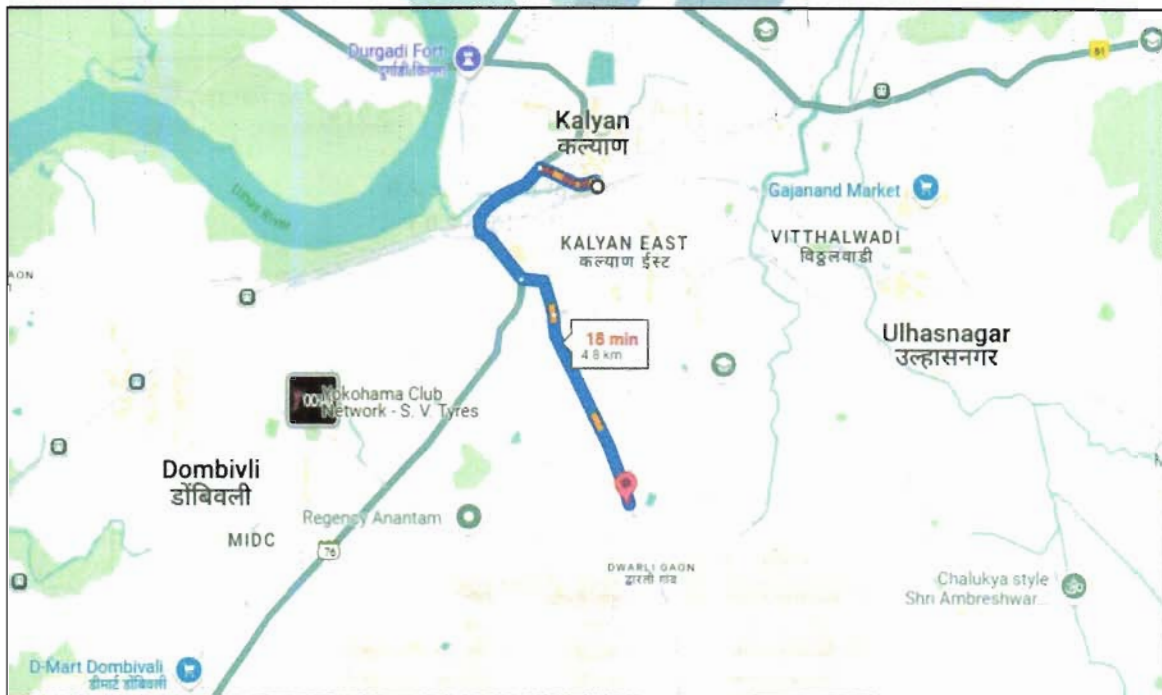 Durgadi Fort
दुर्गाडी किल्ला
61
Kalyan
कल्याण
Ulhas River
Gajanand Market
KALYAN EAST
कल्याण ईस्ट
VITTHALWADI
विठ्ठलवाडी
AON
18 min
4.8 km
Ulhasnagar
उल्हासनगर
Yokohama Club
Network - S. V. Tyres
Dombivli
डोंबिवली
Regency Anantam
MIDC
76
DWARLI GAON
द्वारली गाव
Chalukya style
Shri Ambreshwar...
D-Mart Dombivali
डीमार्ट डोंबिवली